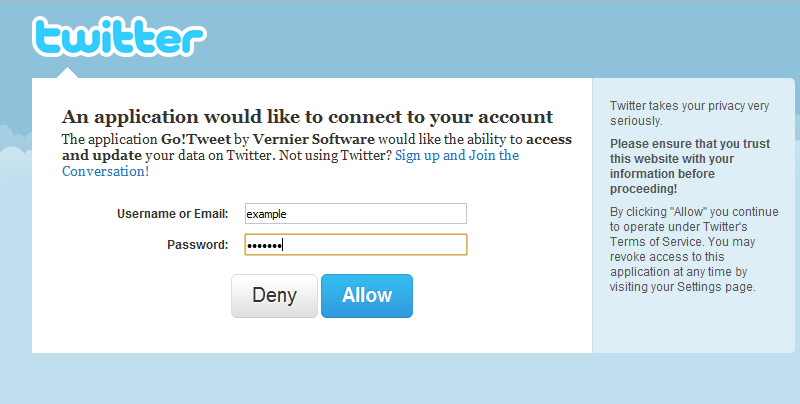 twitter
An application would like to connect to your account
The application Go!Tweet by Vernier Software would like the ability to access
and update your data on Twitter. Not using Twitter? Sign up and Join the
Conversation!
Username or Email: example
Password: •••••••
Deny Allow
Twitter takes your privacy very
seriously.
Please ensure that you trust
this website with your
information before
proceeding!
By clicking "Allow" you continue
to operate under Twitter's
Terms of Service. You may
revoke access to this
application at any time by
visiting your Settings page.